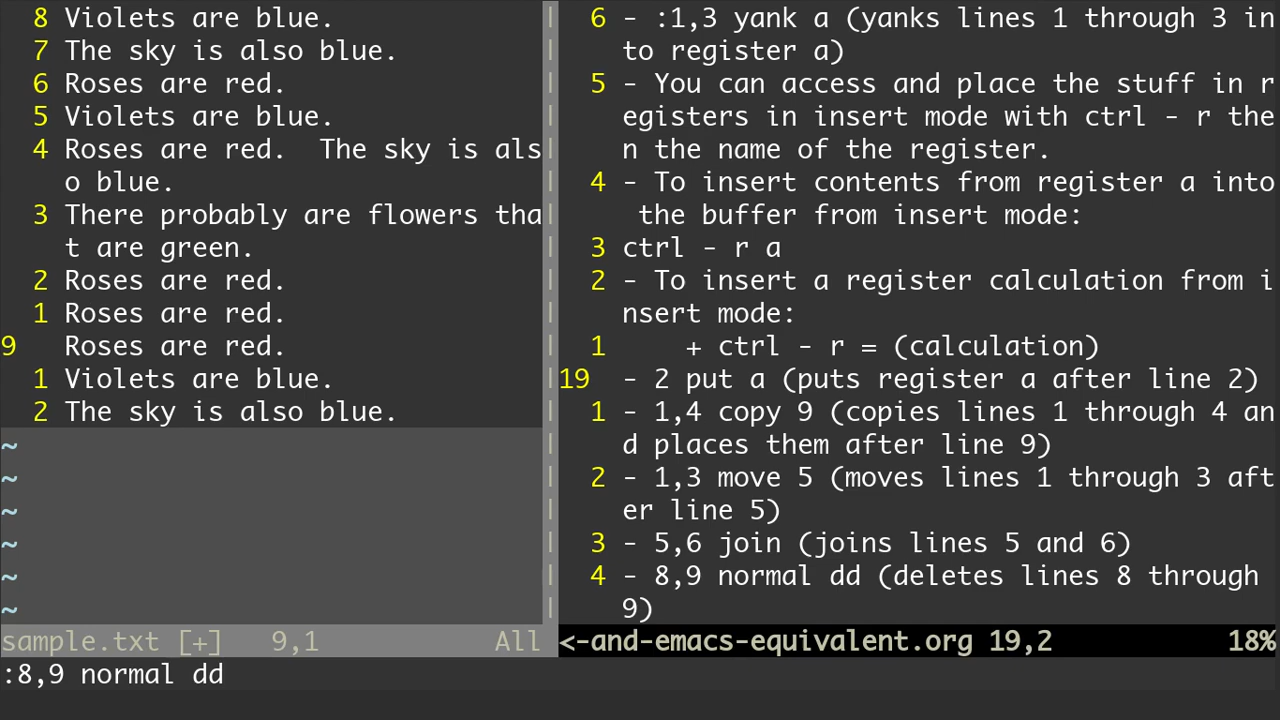 8 Violets are blue.
7 The sky is also blue.
6 Roses are red.
5 Violets are blue.
4 Roses are red.  The sky is als
o blue.
3 There probably are flowers tha
t are green.
2 Roses are red.
1 Roses are red.
9   Roses are red.
1 Violets are blue.
2 The sky is also blue.
~
~
~
~
~
~
sample.txt [+]   9,1   All
6 - :1,3 yank a (yanks lines 1 through 3 in
to register a)
5 - You can access and place the stuff in r
egisters in insert mode with ctrl - r the
n the name of the register.
4 - To insert contents from register a into
 the buffer from insert mode:
3 ctrl - r a
2 - To insert a register calculation from i
nsert mode:
1     + ctrl - r = (calculation)
19  - 2 put a (puts register a after line 2)
1 - 1,4 copy 9 (copies lines 1 through 4 an
d places them after line 9)
2 - 1,3 move 5 (moves lines 1 through 3 aft
er line 5)
3 - 5,6 join (joins lines 5 and 6)
4 - 8,9 normal dd (deletes lines 8 through
9)
<-and-emacs-equivalent.org 19,2   18%
:8,9 normal dd